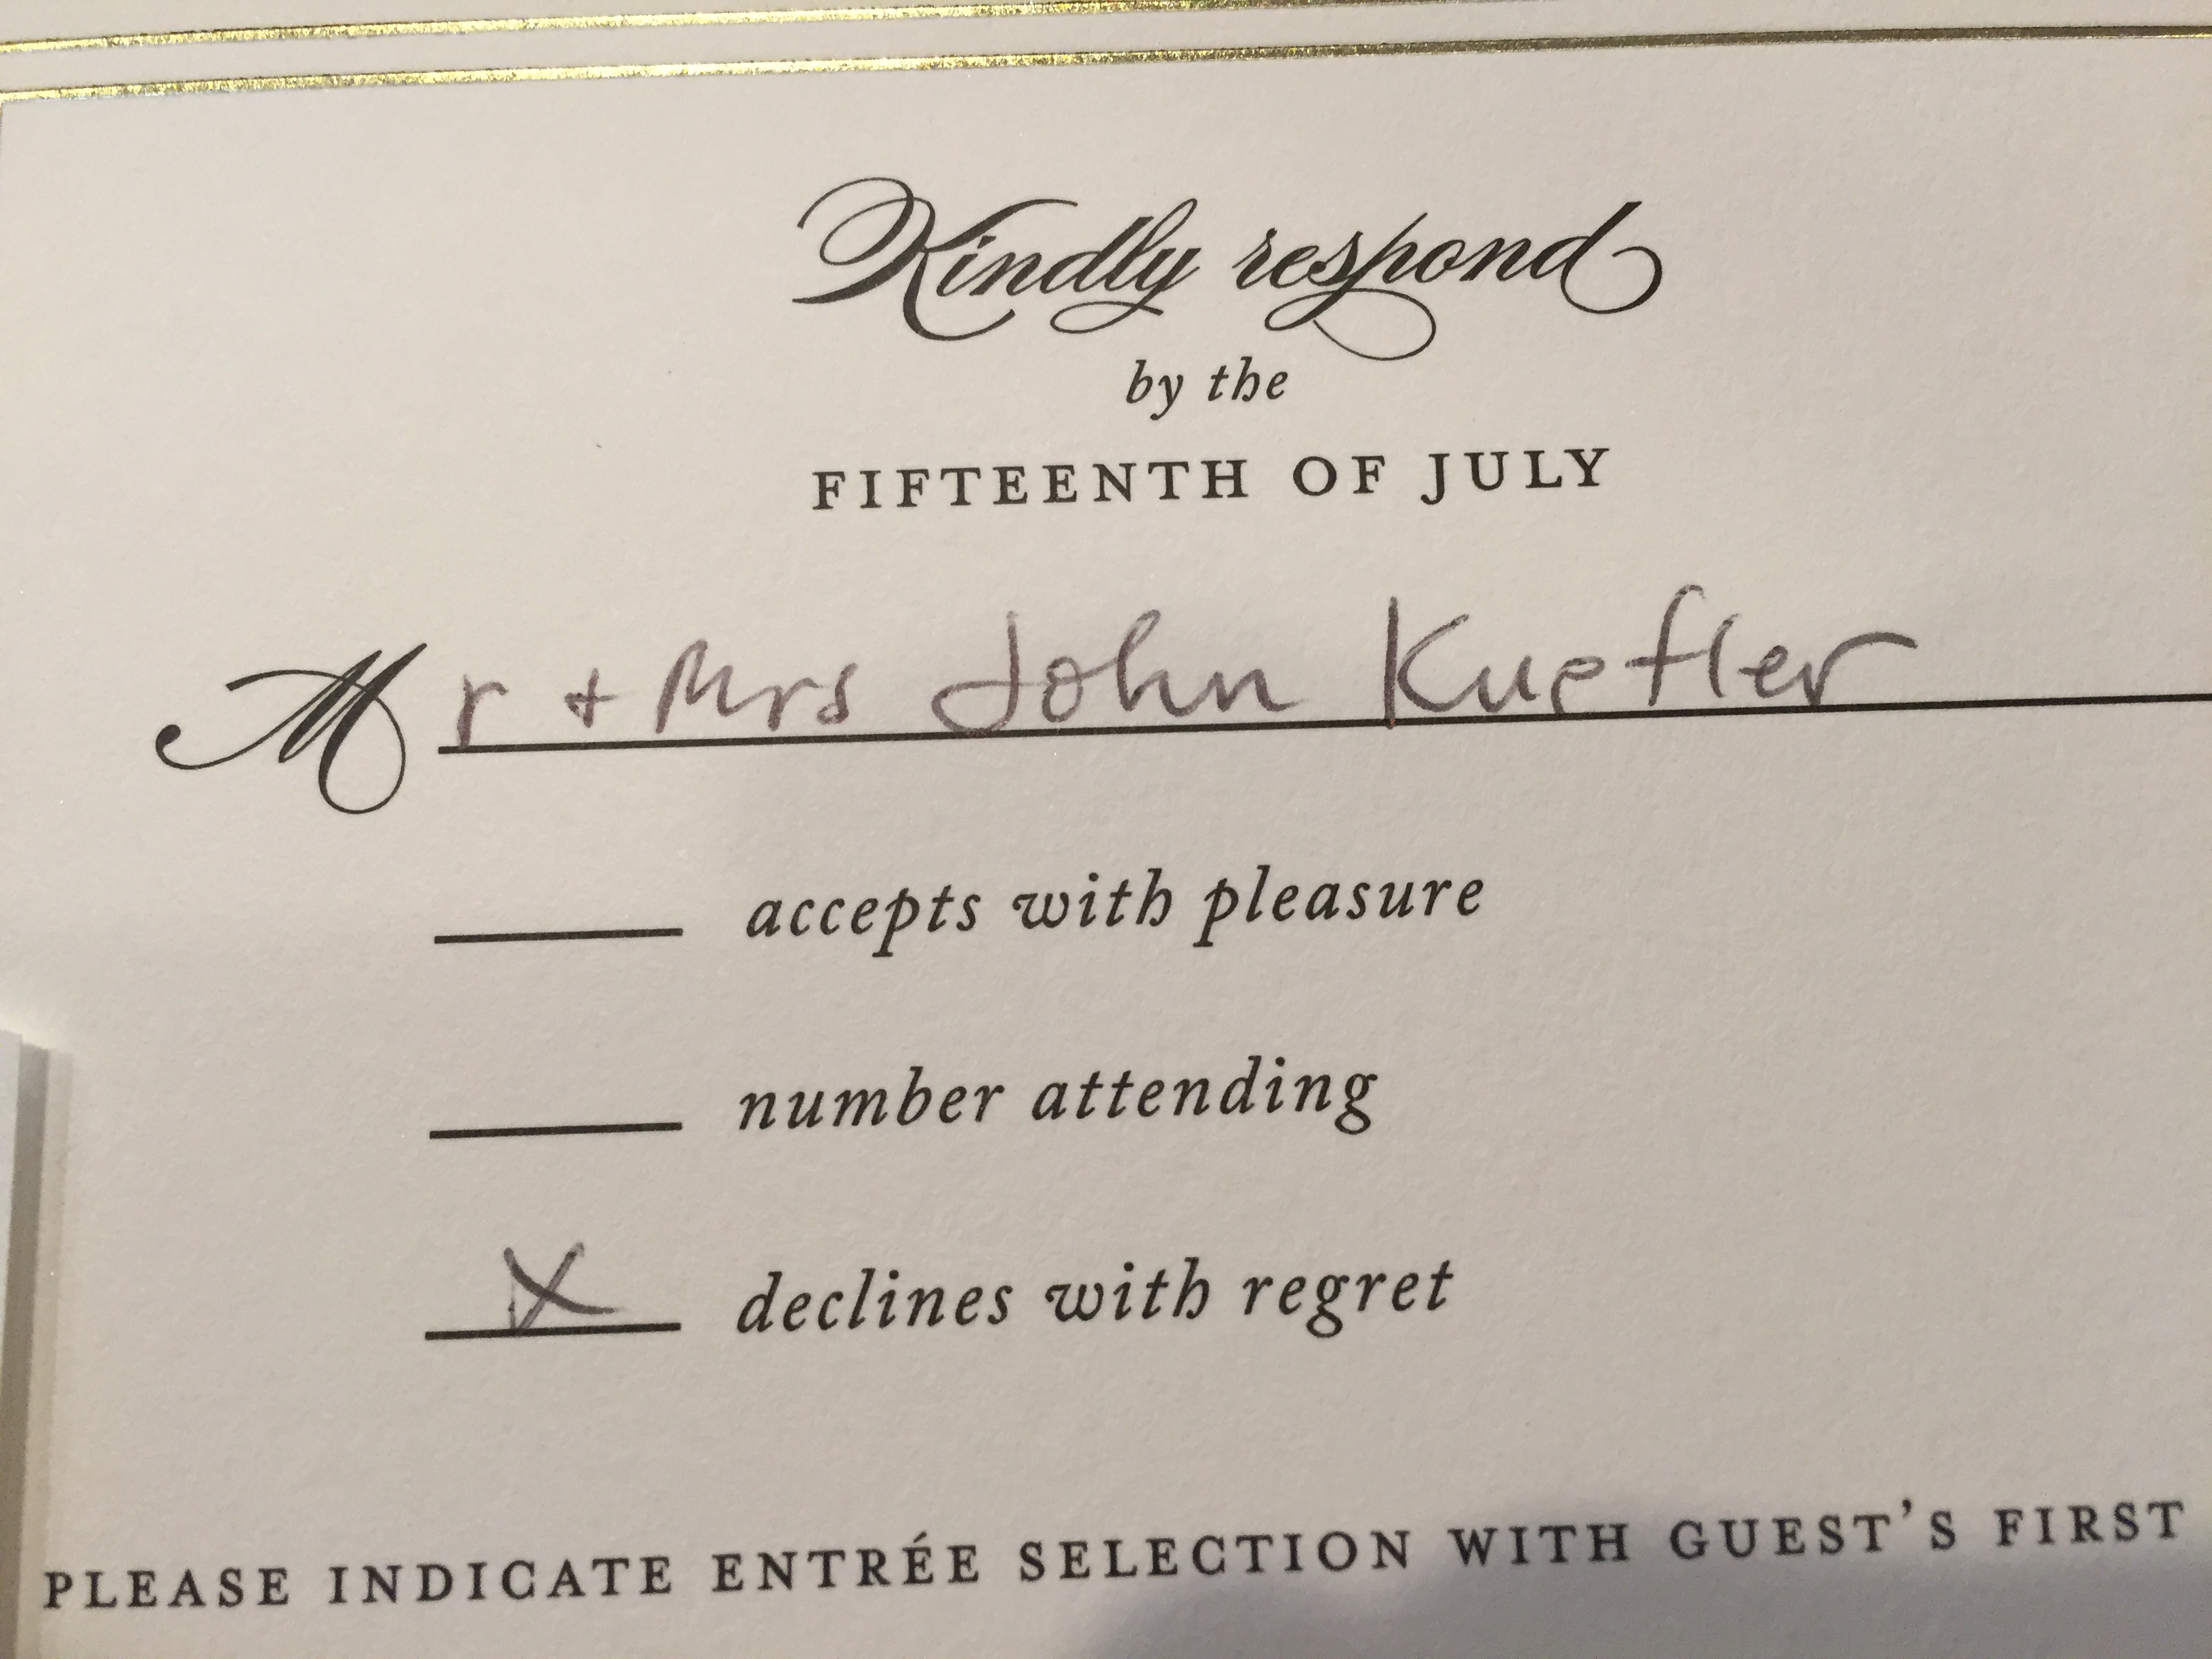 Kindly respond
by the
FIFTEENTH OF JULY
Mr + Mrs John Kuefler
accepts with pleasure
number attending
X declines with regret
PLEASE INDICATE ENTRÉE SELECTION WITH GUEST'S FIRST